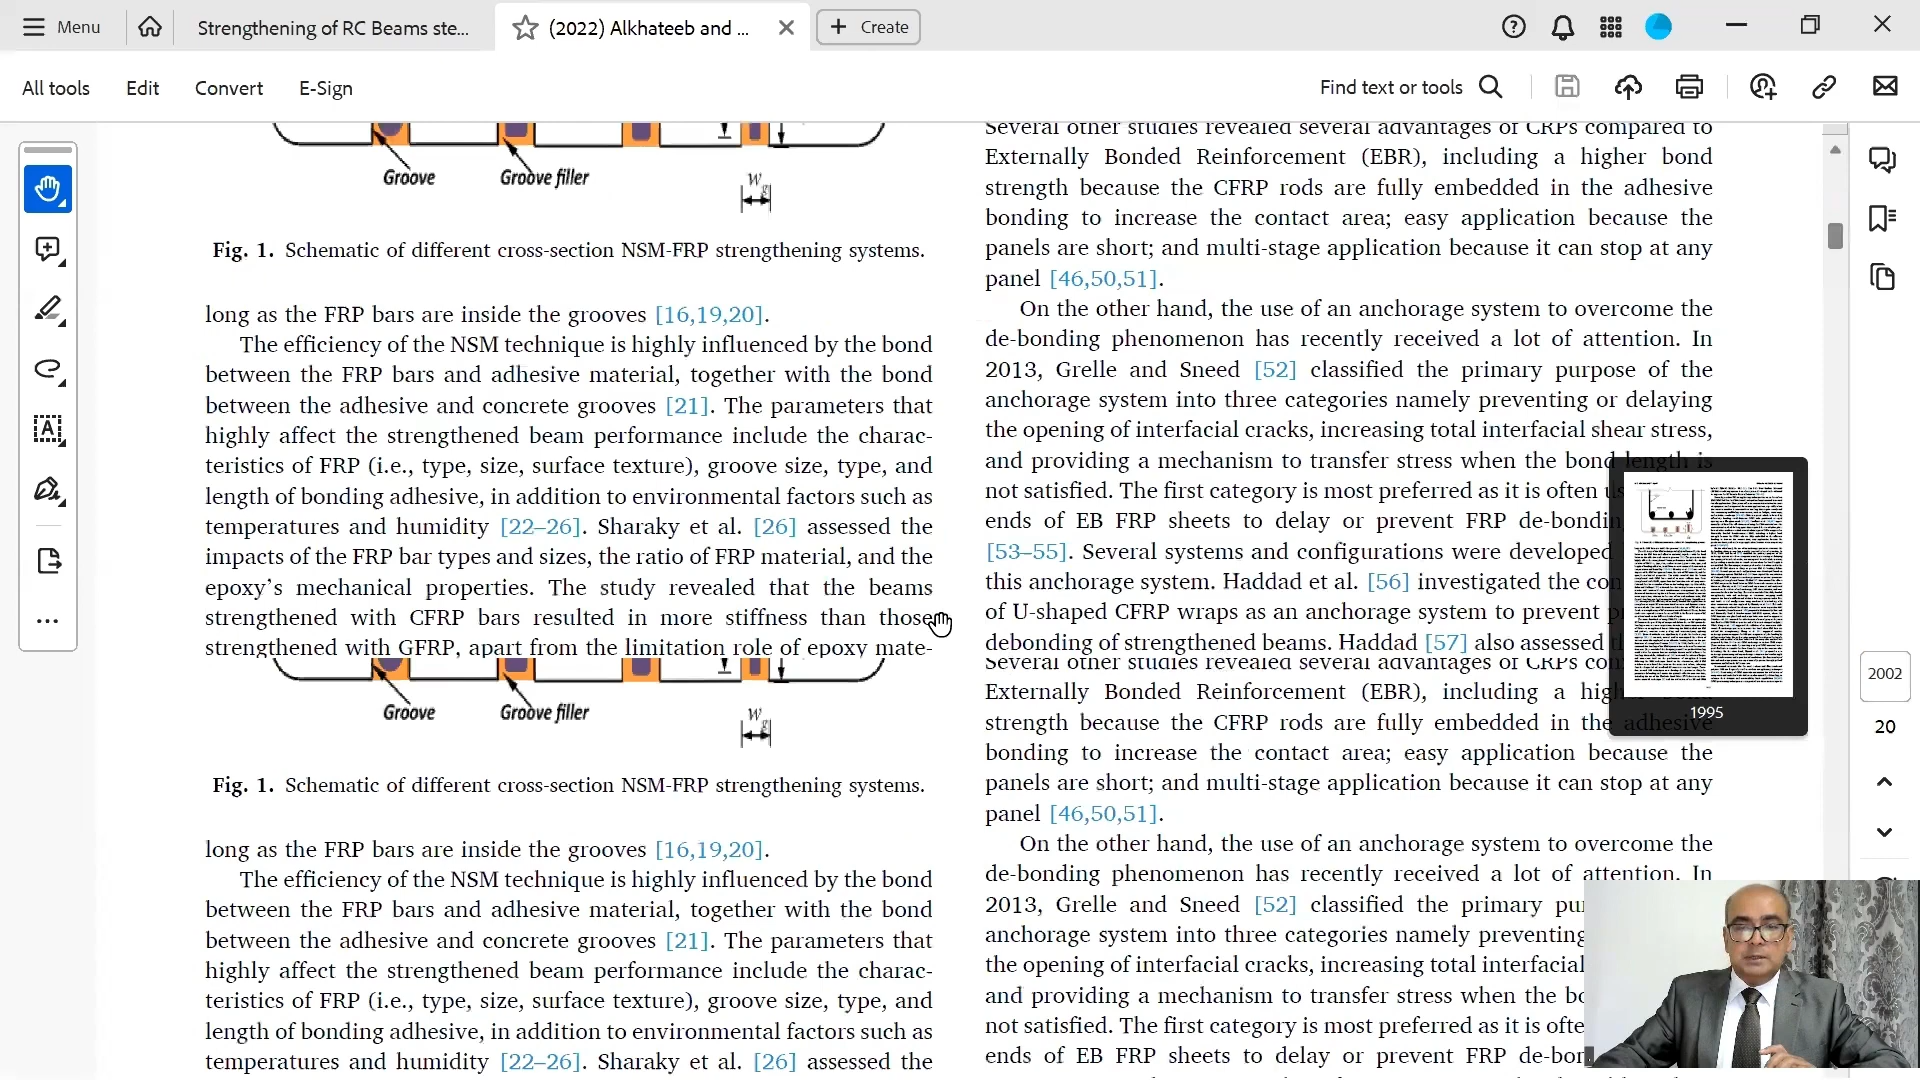 Menu
Strengthening of RC Beams ste...
(2022) Alkhateeb and ...
Create
All tools
Edit
Convert
E-Sign
Find text or tools
Groove
Groove filler
w
g
Fig. 1. Schematic of different cross-section NSM-FRP strengthening systems.
long as the FRP bars are inside the grooves [16,19,20].
The efficiency of the NSM technique is highly influenced by the bond
between the FRP bars and adhesive material, together with the bond
between the adhesive and concrete grooves [21]. The parameters that
highly affect the strengthened beam performance include the charac-
teristics of FRP (i.e., type, size, surface texture), groove size, type, and
length of bonding adhesive, in addition to environmental factors such as
temperatures and humidity [22–26]. Sharaky et al. [26] assessed the
impacts of the FRP bar types and sizes, the ratio of FRP material, and the
epoxy's mechanical properties. The study revealed that the beams
strengthened with CFRP bars resulted in more stiffness than those
strengthened with GFRP, apart from the limitation role of epoxy mate-
Groove
Groove filler
w
g
Fig. 1. Schematic of different cross-section NSM-FRP strengthening systems.
long as the FRP bars are inside the grooves [16,19,20].
The efficiency of the NSM technique is highly influenced by the bond
between the FRP bars and adhesive material, together with the bond
between the adhesive and concrete grooves [21]. The parameters that
highly affect the strengthened beam performance include the charac-
teristics of FRP (i.e., type, size, surface texture), groove size, type, and
length of bonding adhesive, in addition to environmental factors such as
temperatures and humidity [22–26]. Sharaky et al. [26] assessed the
Several other studies revealed several advantages of CRPs compared to
Externally Bonded Reinforcement (EBR), including a higher bond
strength because the CFRP rods are fully embedded in the adhesive
bonding to increase the contact area; easy application because the
panels are short; and multi-stage application because it can stop at any
panel [46,50,51].
On the other hand, the use of an anchorage system to overcome the
de-bonding phenomenon has recently received a lot of attention. In
2013, Grelle and Sneed [52] classified the primary purpose of the
anchorage system into three categories namely preventing or delaying
the opening of interfacial cracks, increasing total interfacial shear stress,
and providing a mechanism to transfer stress when the bond length is
not satisfied. The first category is most preferred as it is often
ends of EB FRP sheets to delay or prevent FRP
[53–55]. Several systems and configurations were developed
this anchorage system. Haddad et al. [56] investigated the
of U-shaped CFRP wraps as an anchorage system to prevent
debonding of strengthened beams. Haddad [57] also assessed
Several other studies revealed several advantages of CRPs
Externally Bonded Reinforcement (EBR), including a higher bond
strength because the CFRP rods are fully embedded in the adhesive
bonding to increase the contact area; easy application because the
panels are short; and multi-stage application because it can stop at any
panel [46,50,51].
On the other hand, the use of an anchorage system to overcome the
de-bonding phenomenon has recently received a lot of attention. In
2013, Grelle and Sneed [52] classified the primary
anchorage system into three categories namely preventing
the opening of interfacial cracks, increasing total interfacial
and providing a mechanism to transfer stress when the
not satisfied. The first category is most preferred as it is often
ends of EB FRP sheets to delay or prevent FRP
1995
2002
20